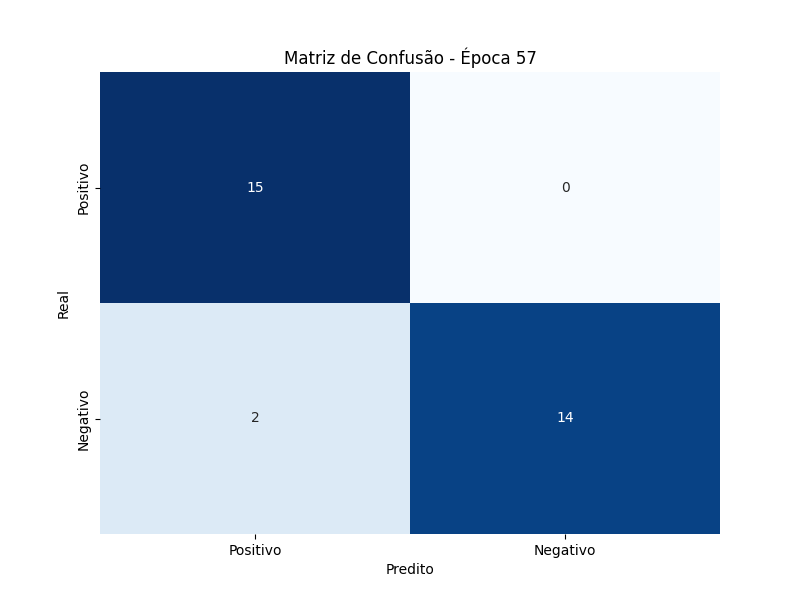 Matriz de Confusão - Época 57
Real
Positivo
15
0
Negativo
2
14
Positivo
Negativo
Predito